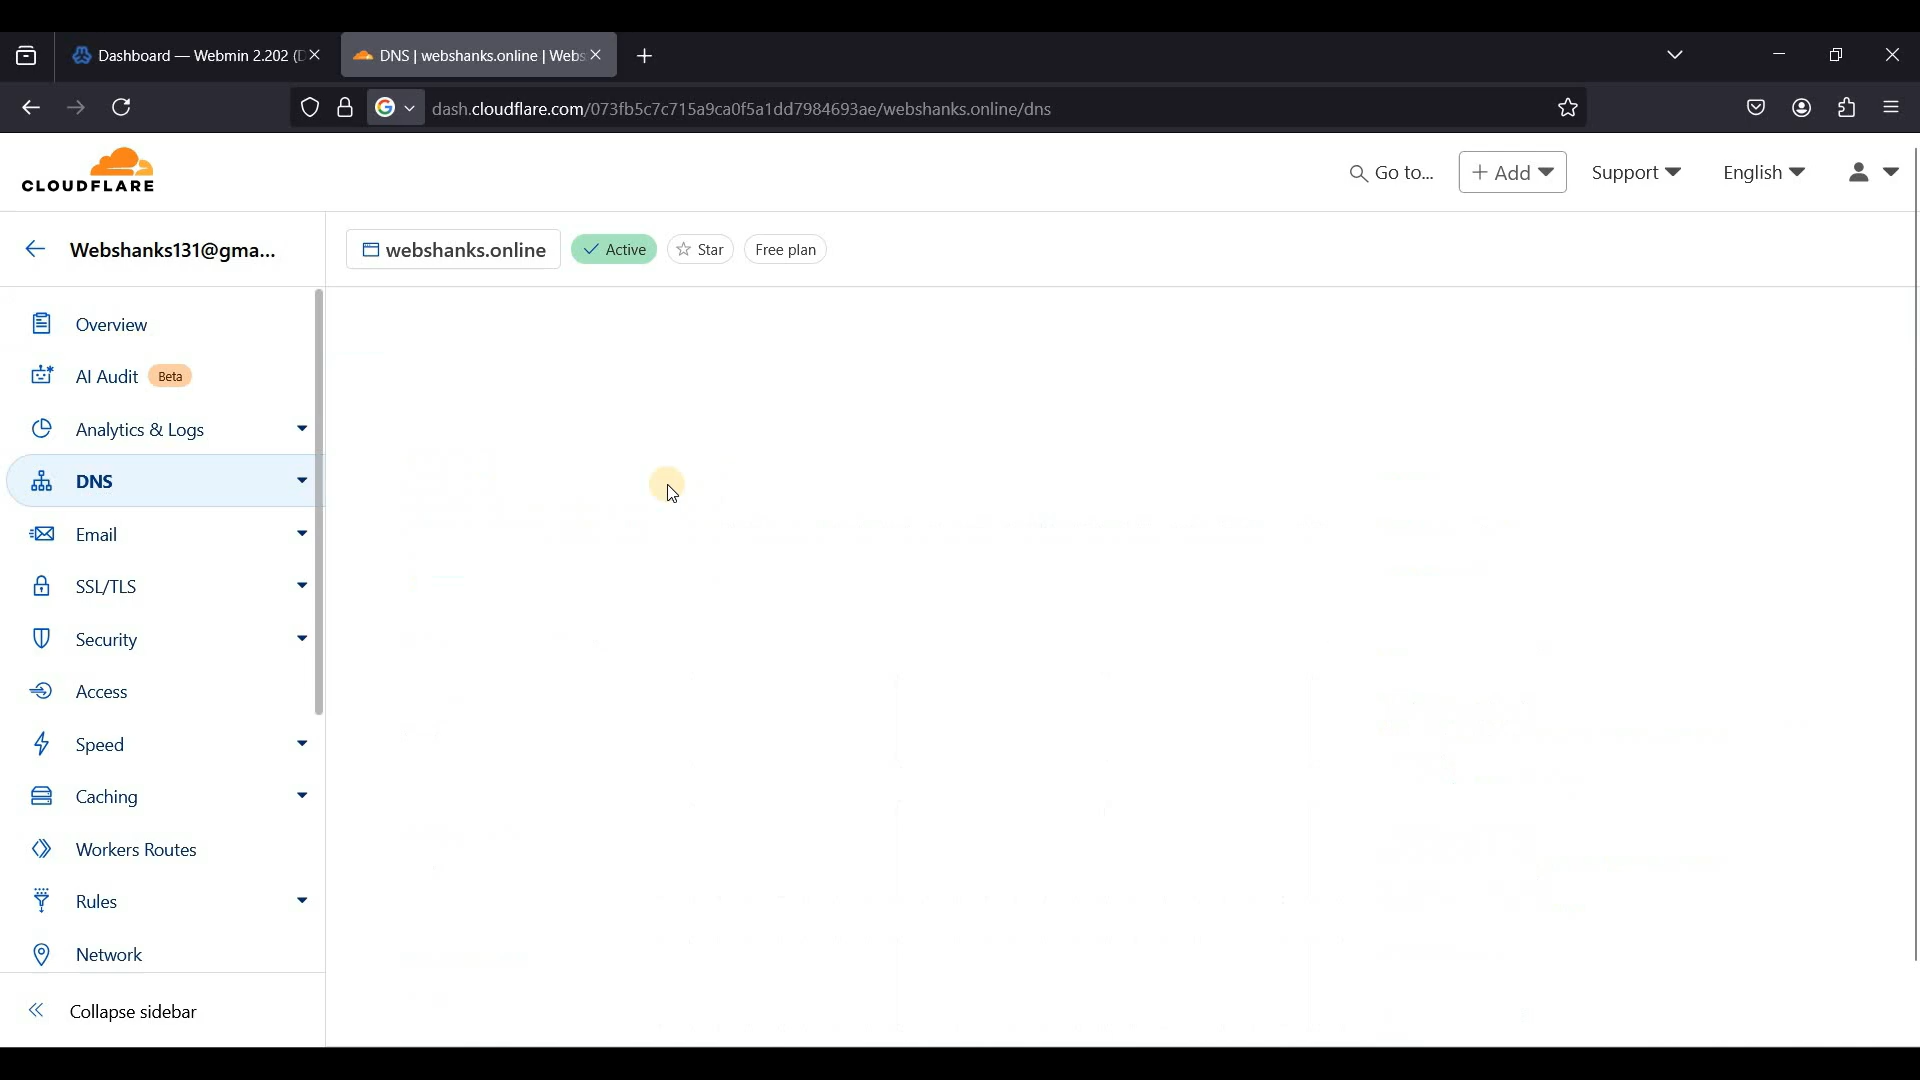 Dashboard — Webmin 2.202 (D
DNS | webshanks.online | Webs
dash.cloudflare.com/073fb5c7c715a9ca0f5a1dd7984693ae/webshanks.online/dns
CLOUDFLARE
Go to...
+ Add
Support
English
Webshanks131@gma...
webshanks.online
Active
Star
Free plan
Overview
AI Audit Beta
Analytics & Logs
DNS
Email
SSL/TLS
Security
Access
Speed
Caching
Workers Routes
Rules
Network
Collapse sidebar